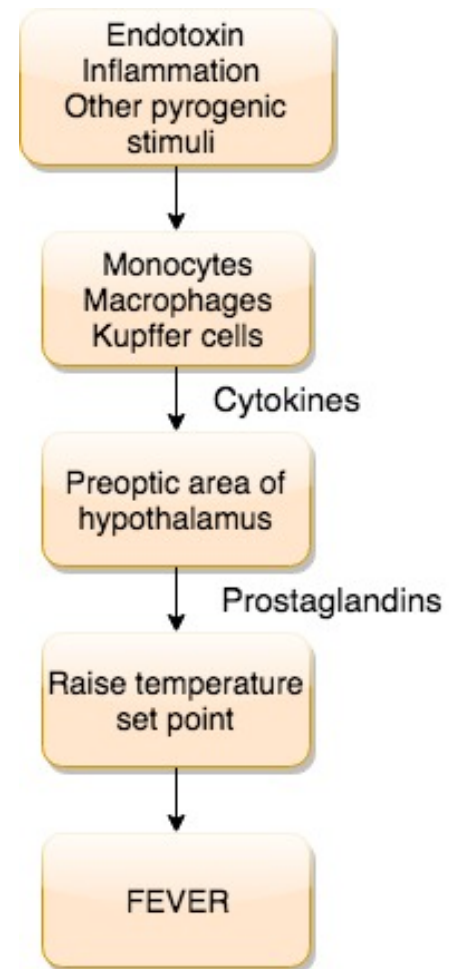 Endotoxin
Inflammation
Other pyrogenic
stimuli
Monocytes
Macrophages
Kupffer cells
Cytokines
Preoptic area of
hypothalamus
Prostaglandins
Raise temperature
set point
FEVER